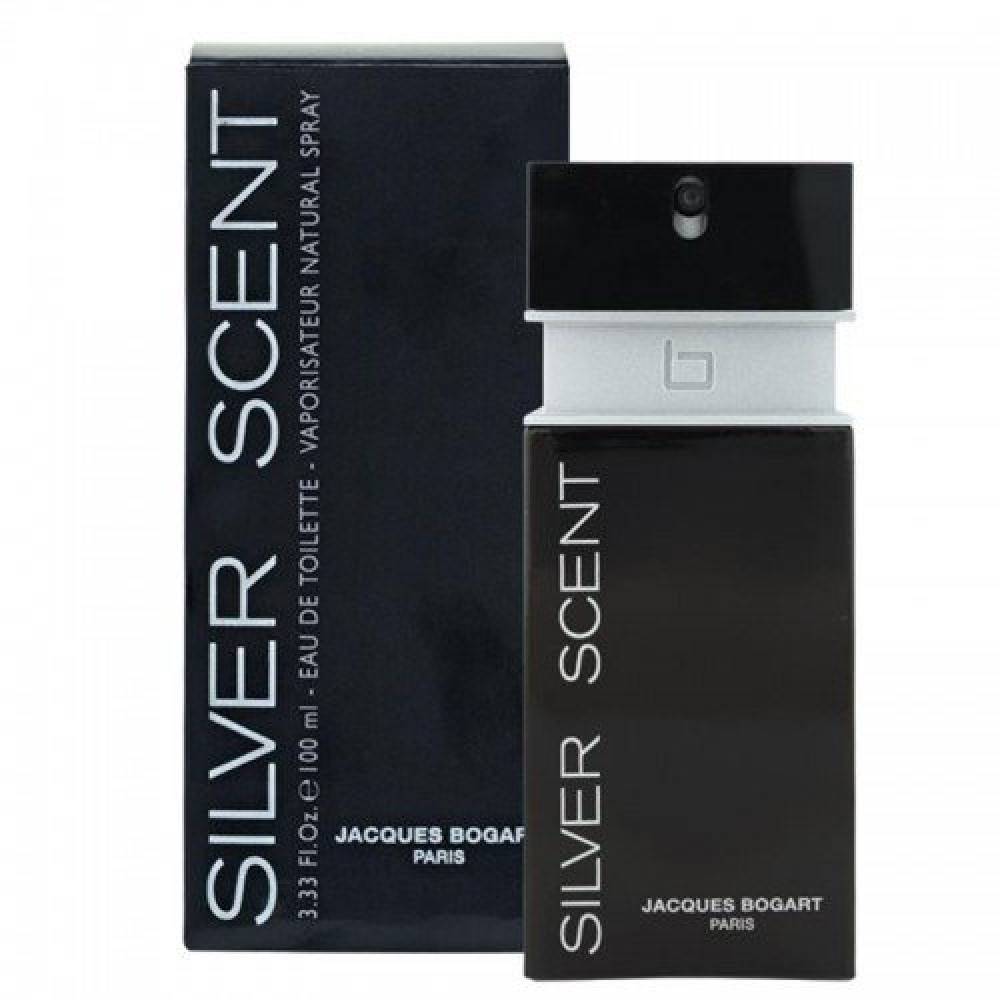 SILVER SCENT
3.33 Fl.Oz. ℮ 100 ml - EAU DE TOILETTE - VAPORISATEUR NATURAL SPRAY
JACQUES BOGAR
PARIS
b
SILVER SCENT
JACQUES BOGART
PARIS